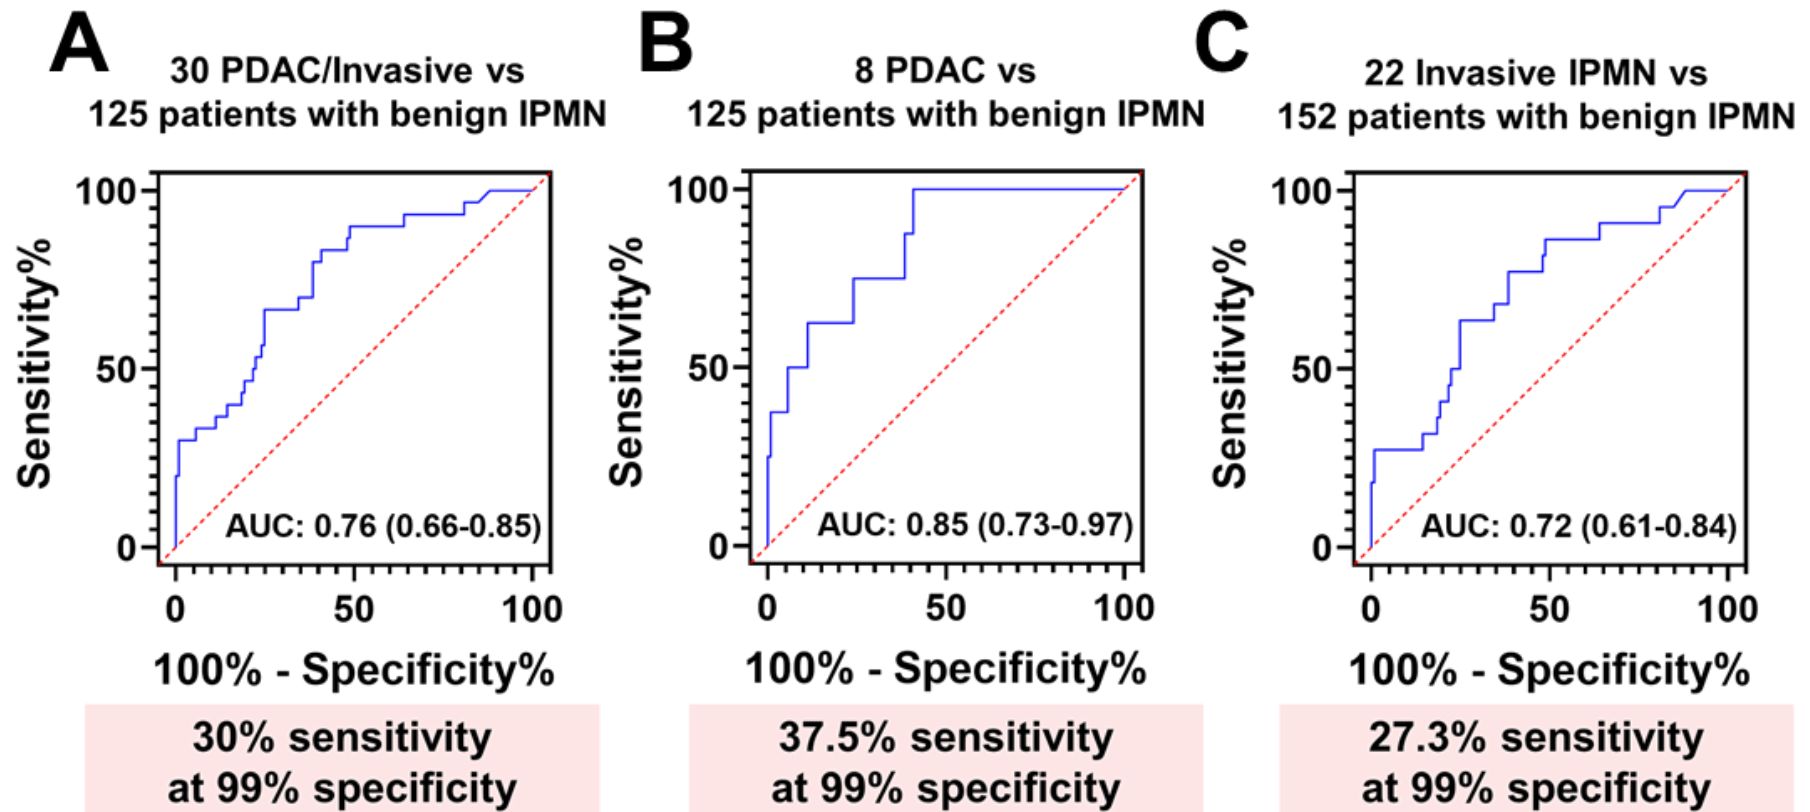 A
30 PDAC/Invasive vs
125 patients with benign IPMN
Sensitivity%
100
50
0
AUC: 0.76 (0.66-0.85)
0 50 100
100% - Specificity%
30% sensitivity
at 99% specificity
B
8 PDAC vs
125 patients with benign IPMN
Sensitivity%
100
50
0
AUC: 0.85 (0.73-0.97)
0 50 100
100% - Specificity%
37.5% sensitivity
at 99% specificity
C
22 Invasive IPMN vs
152 patients with benign IPMN
Sensitivity%
100
50
0
AUC: 0.72 (0.61-0.84)
0 50 100
100% - Specificity%
27.3% sensitivity
at 99% specificity